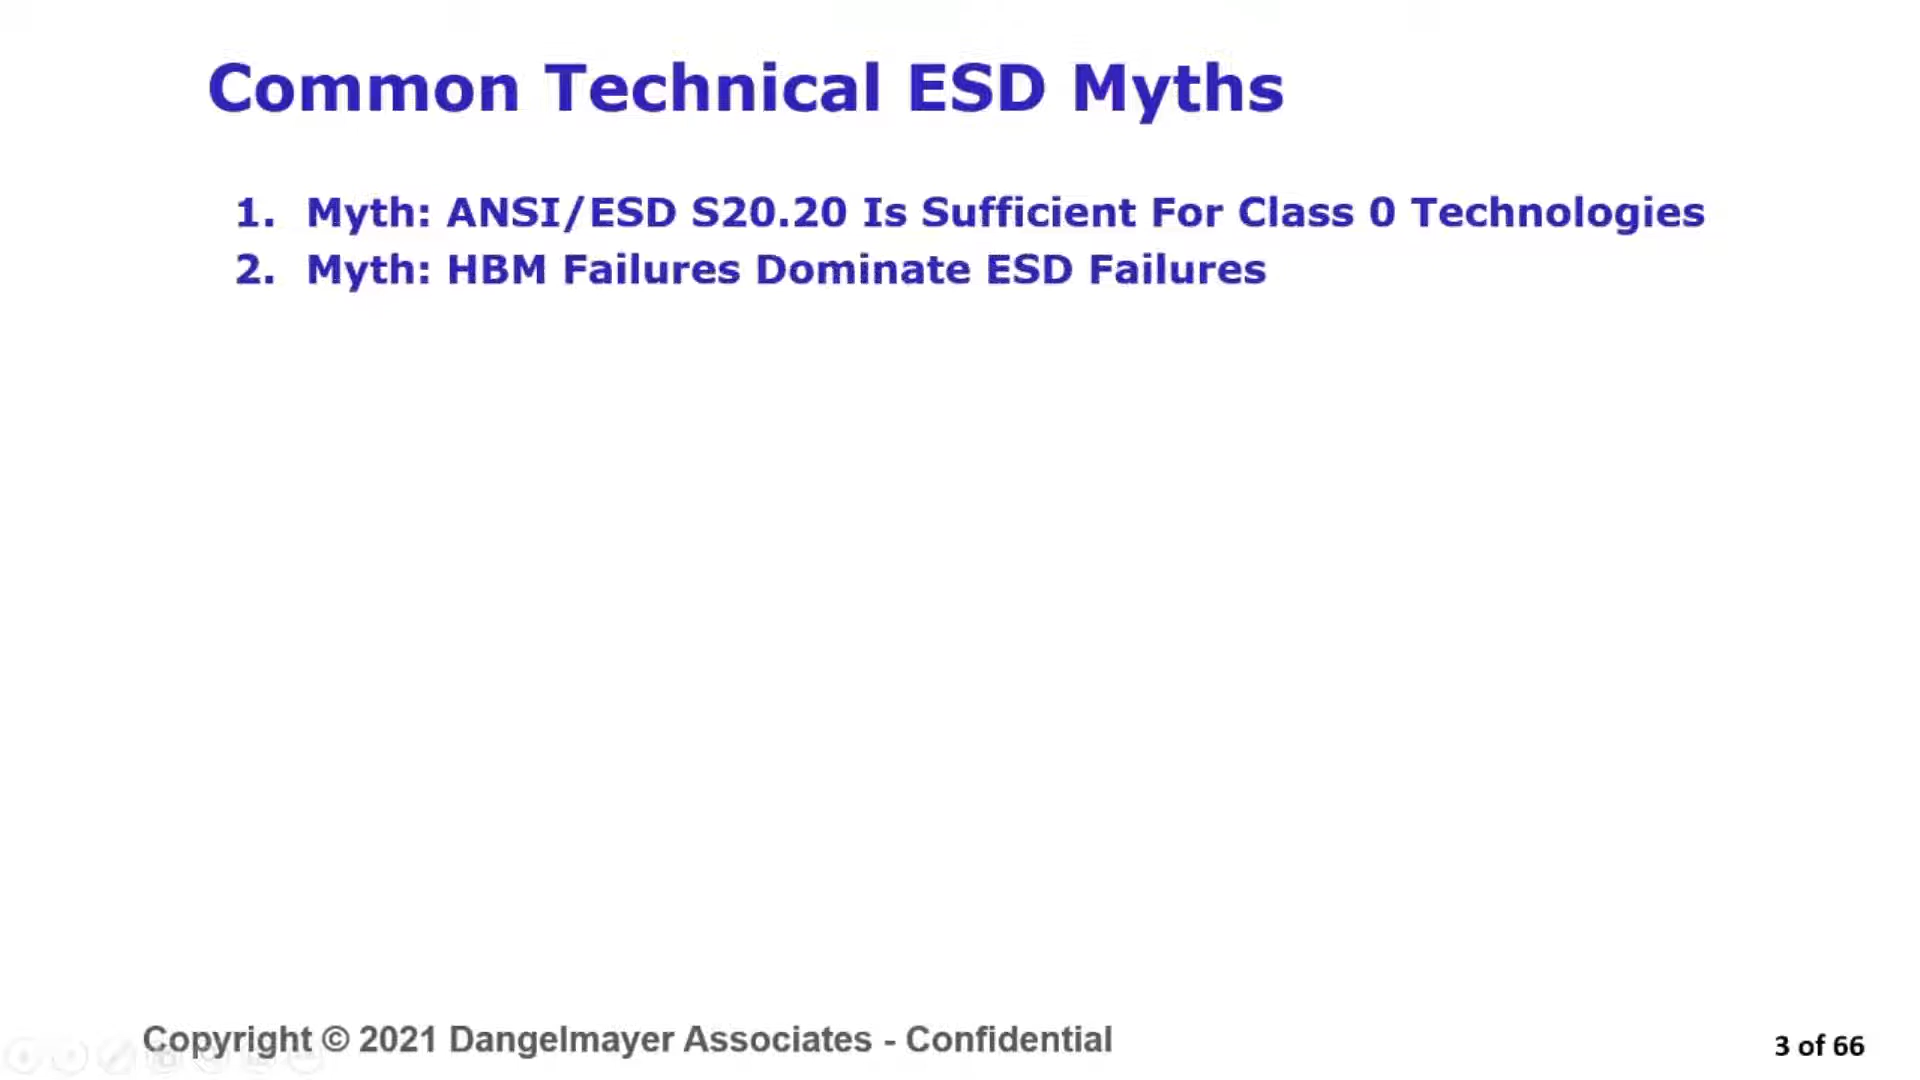 Common Technical ESD Myths
1. Myth: ANSI/ESD S20.20 Is Sufficient For Class 0 Technologies
2. Myth: HBM Failures Dominate ESD Failures
Copyright © 2021 Dangelmayer Associates - Confidential
3 of 66